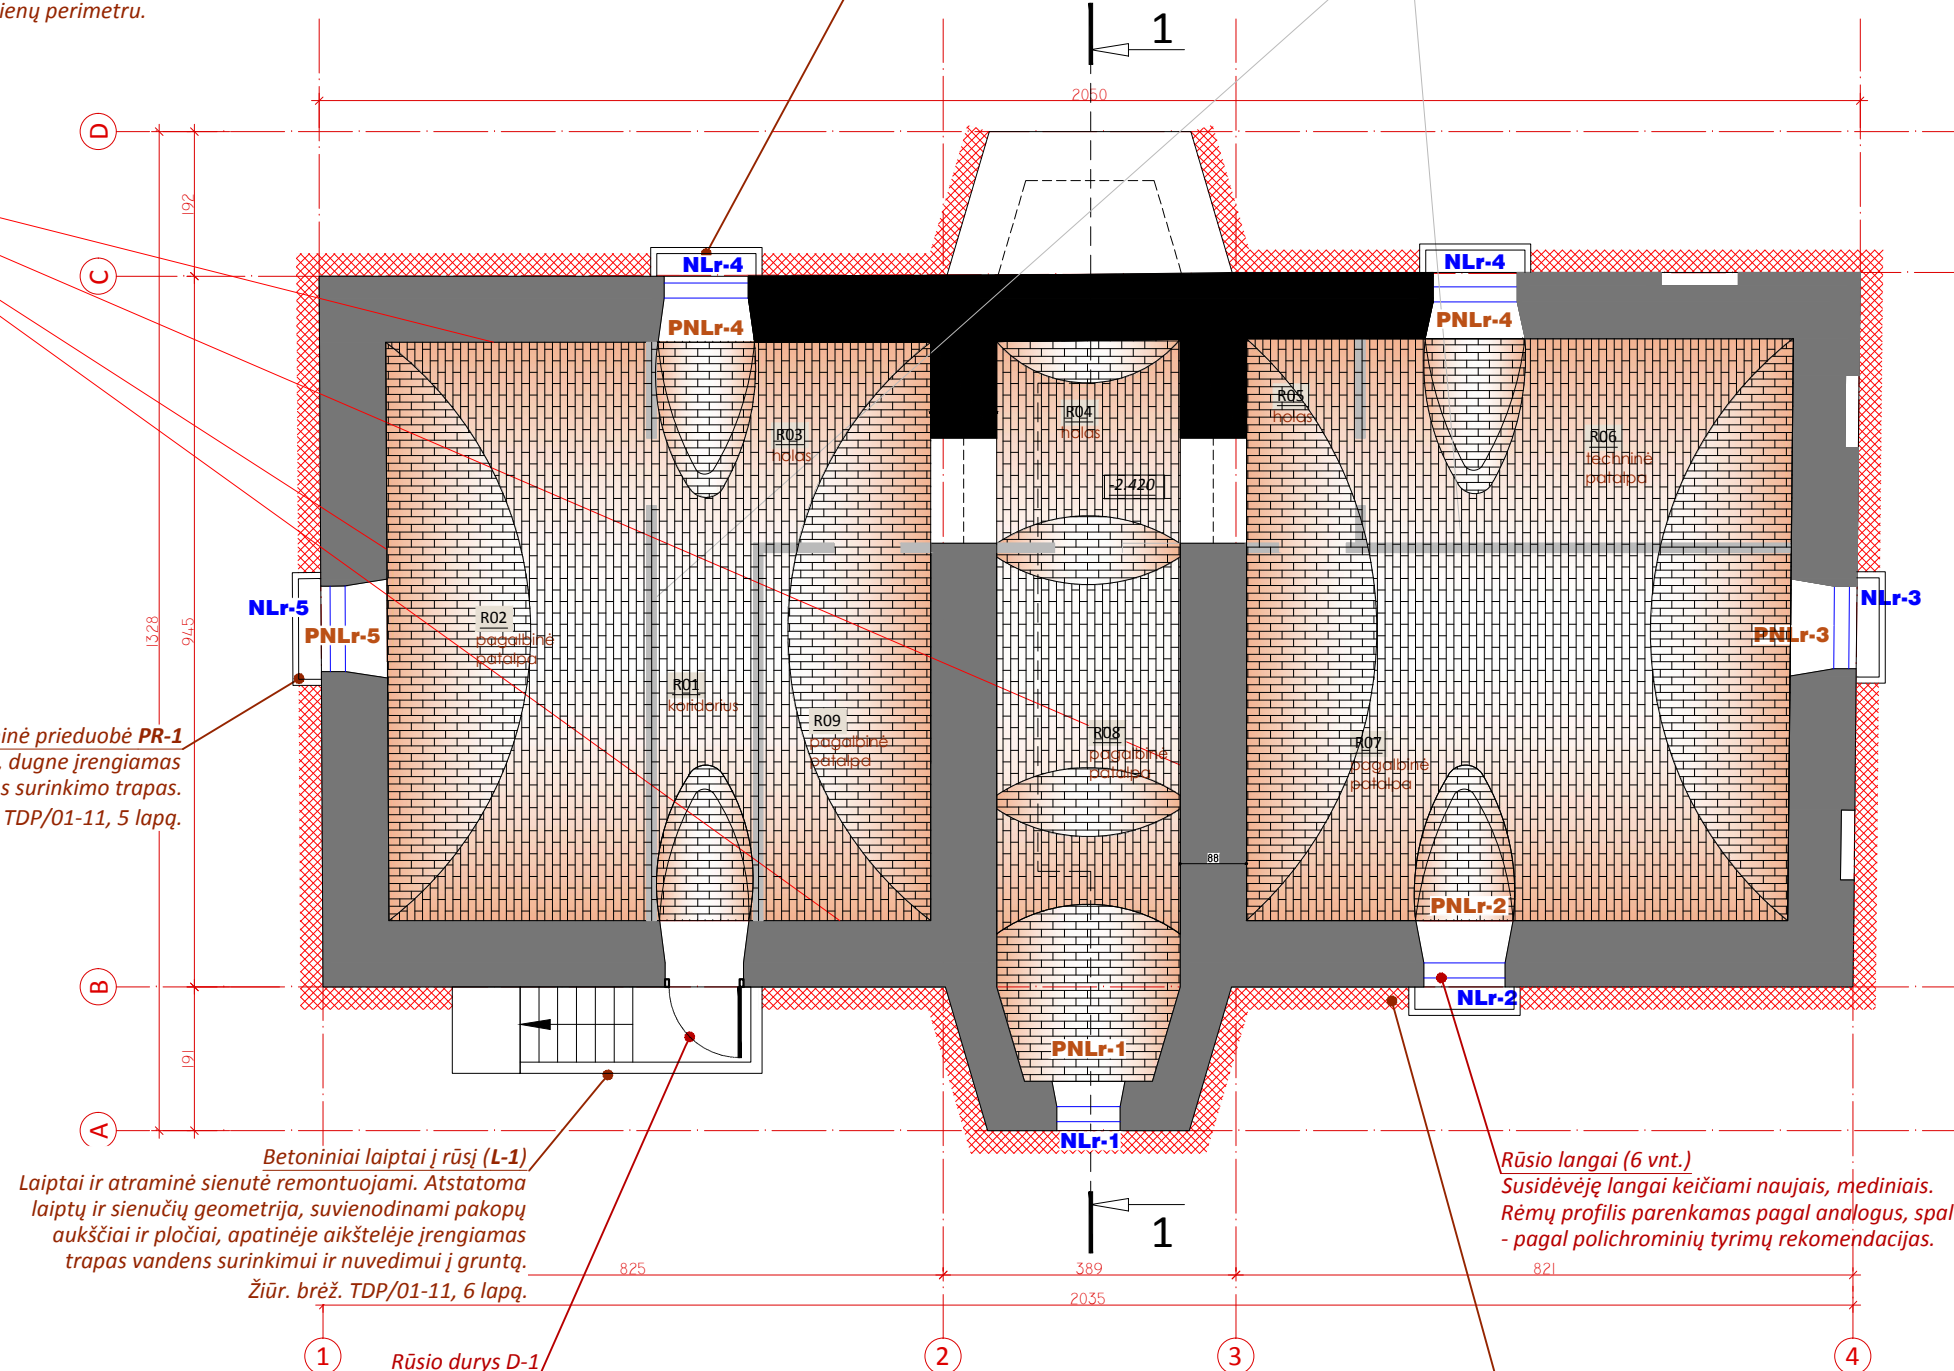 ienų perimetru.
1
2050
D
192
C
NLr-4
NLr-4
PNLr-4
PNLr-4
R03
holas
R04
holas
R05
holas
R06
techninė
patalpa
-2.420
1328
945
NLr-5
PNLr-5
R02
pagalbinė
patalpa
NLr-3
PNLr-3
R01
koridorius
R09
pagalbinė
patalpa
R08
pagalbinė
patalpa
R07
pagalbinė
patalpa
inė prieduobė PR-1
, dugne įrengiamas
s surinkimo trapas.
TDP/01-11, 5 lapą.
88
PNLr-2
B
NLr-2
191
PNLr-1
A
NLr-1
Betoniniai laiptai į rūsį (L-1)
Laiptai ir atraminė sienutė remontuojami. Atstatoma
laiptų ir sienučių geometrija, suvienodinami pakopų
aukščiai ir pločiai, apatinėje aikštelėje įrengiamas
trapas vandens surinkimui ir nuvedimui į gruntą.
Žiūr. brėž. TDP/01-11, 6 lapą.
Rūsio langai (6 vnt.)
Susidėvėję langai keičiami naujais, mediniais.
Rėmų profilis parenkamas pagal analogus, spal
- pagal polichrominių tyrimų rekomendacijas.
1
825
389
821
2035
1
2
3
4
Rūsio durys D-1